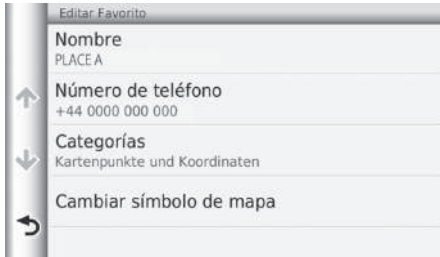 Editar Favorito
Nombre
PLACE A
Número de teléfono
+44 0000 000 000
Categorías
Kartenpunkte und Koordinaten
Cambiar símbolo de mapa